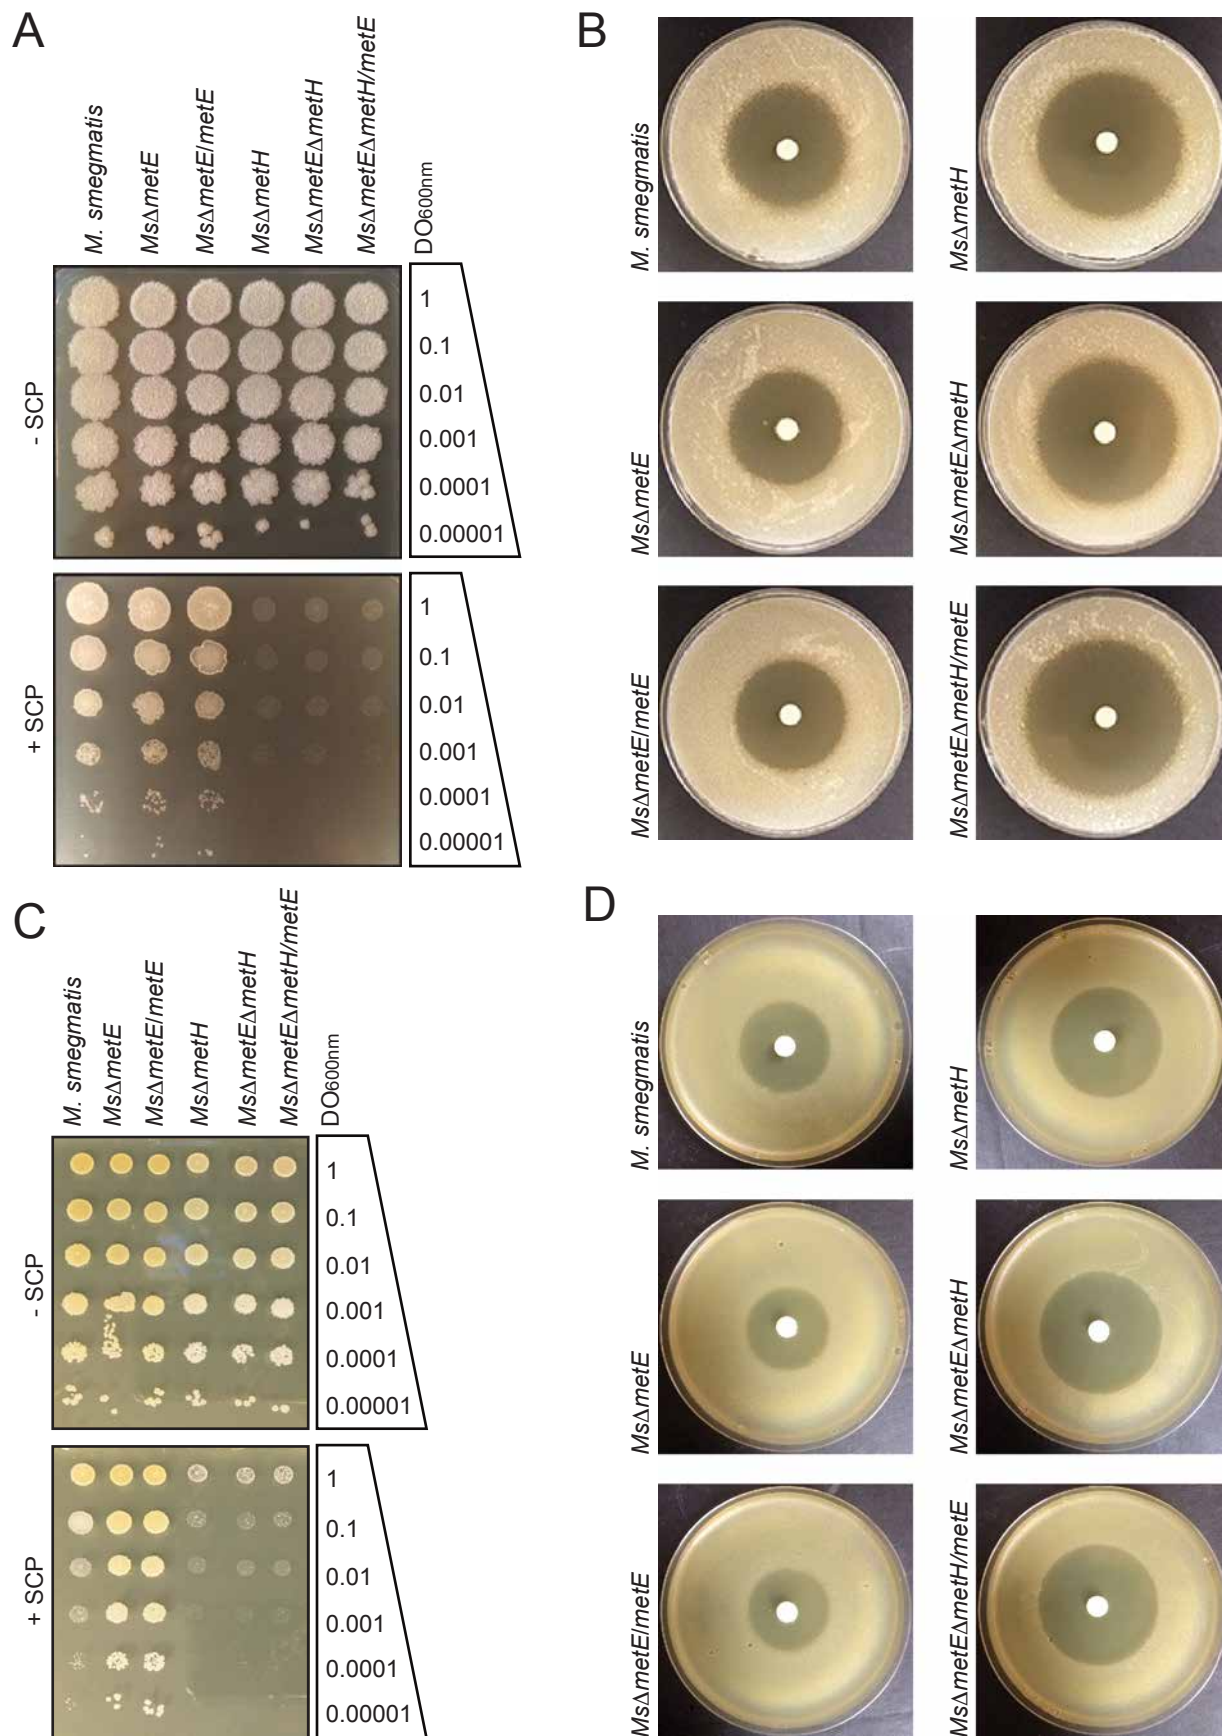 A
M. smegmatis
MsΔmetE
MsΔmetE/metE
MsΔmetH
MsΔmetEΔmetH
MsΔmetEΔmetH/metE
DO600nm
- SCP
1
0.1
0.01
0.001
0.0001
0.00001
+ SCP
1
0.1
0.01
0.001
0.0001
0.00001
B
M. smegmatis
MsΔmetH
MsΔmetE
MsΔmetEΔmetH
MsΔmetE/metE
MsΔmetEΔmetH/metE
C
M. smegmatis
MsΔmetE
MsΔmetE/metE
MsΔmetH
MsΔmetEΔmetH
MsΔmetEΔmetH/metE
DO600nm
- SCP
1
0.1
0.01
0.001
0.0001
0.00001
+ SCP
1
0.1
0.01
0.001
0.0001
0.00001
D
M. smegmatis
MsΔmetH
MsΔmetE
MsΔmetEΔmetH
MsΔmetE/metE
MsΔmetEΔmetH/metE